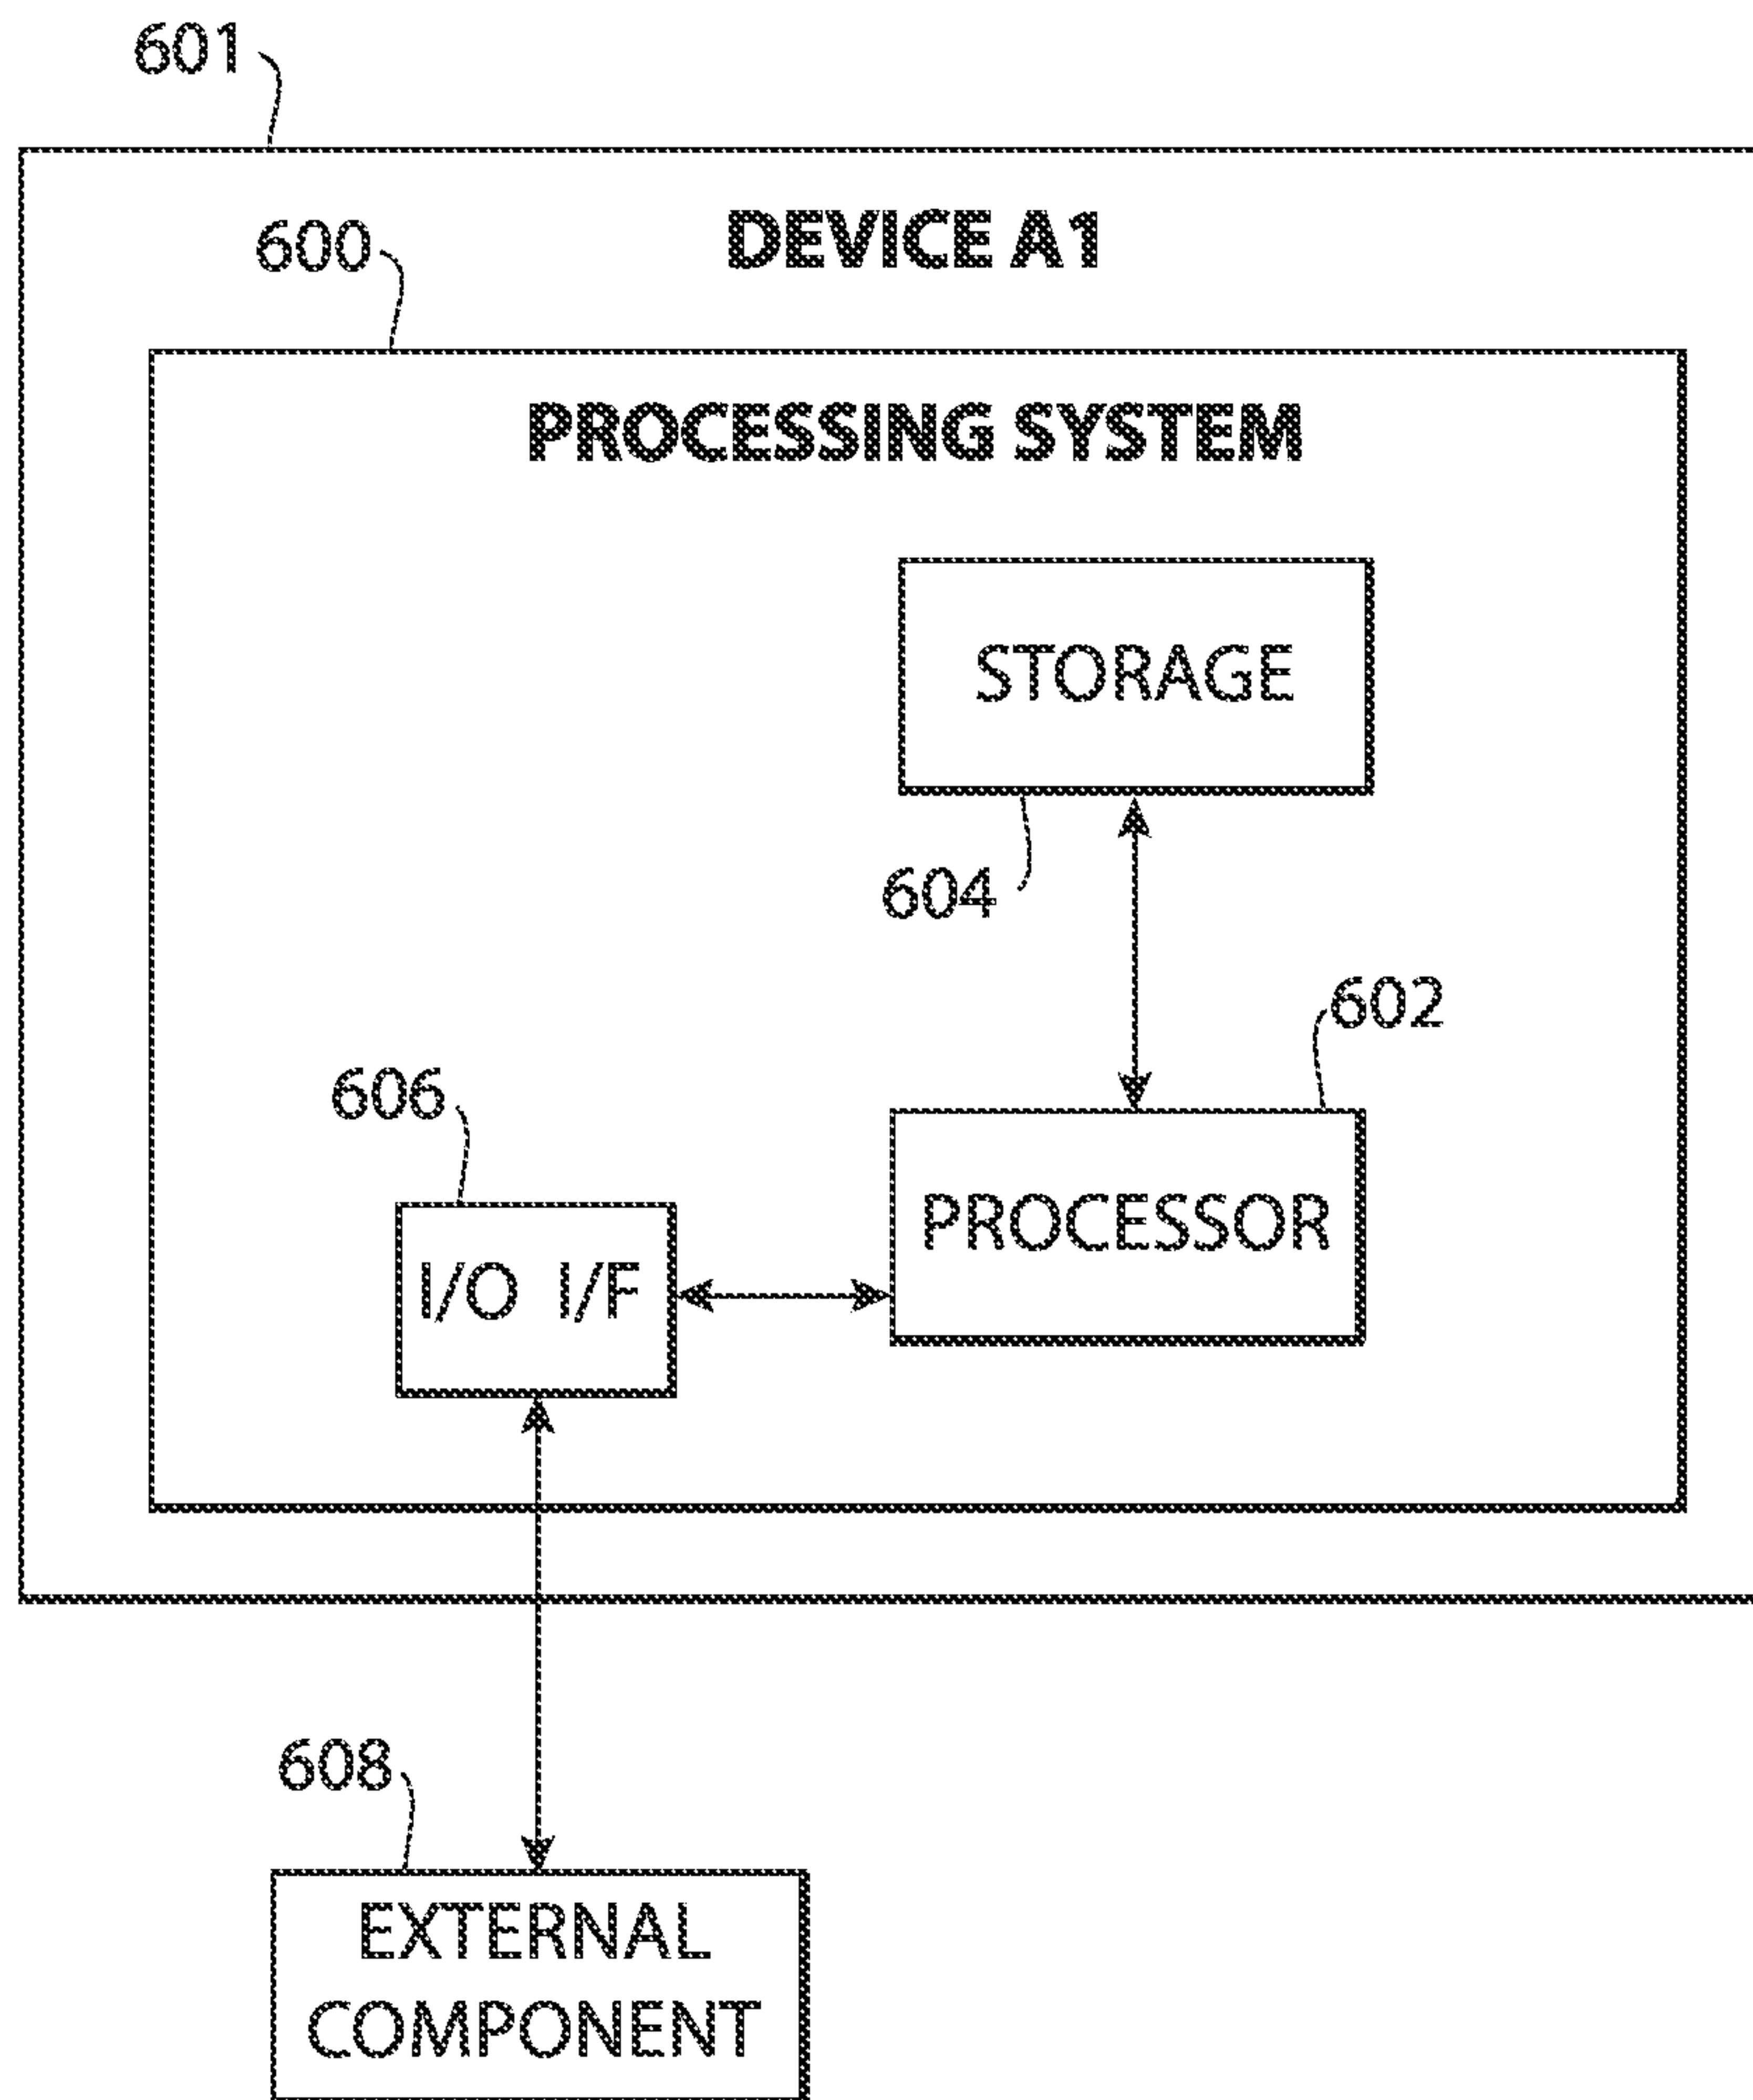 601
DEVICE A1
600
PROCESSING SYSTEM
STORAGE
604
602
606
PROCESSOR
I/O I/F
608
EXTERNAL
COMPONENT